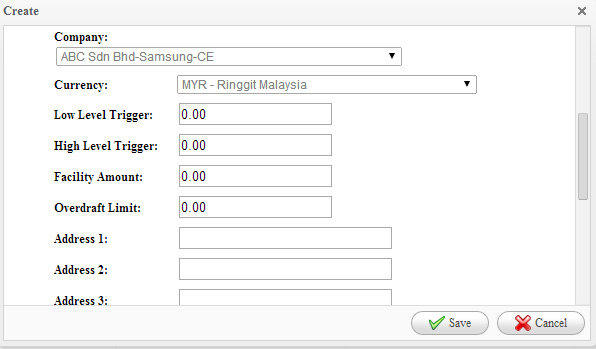 Create
Company:
ABC Sdn Bhd-Samsung-CE
Currency: MYR - Ringgit Malaysia
Low Level Trigger: 0.00
High Level Trigger: 0.00
Facility Amount: 0.00
Overdraft Limit: 0.00
Address 1:
Address 2:
Address 3:
Save Cancel